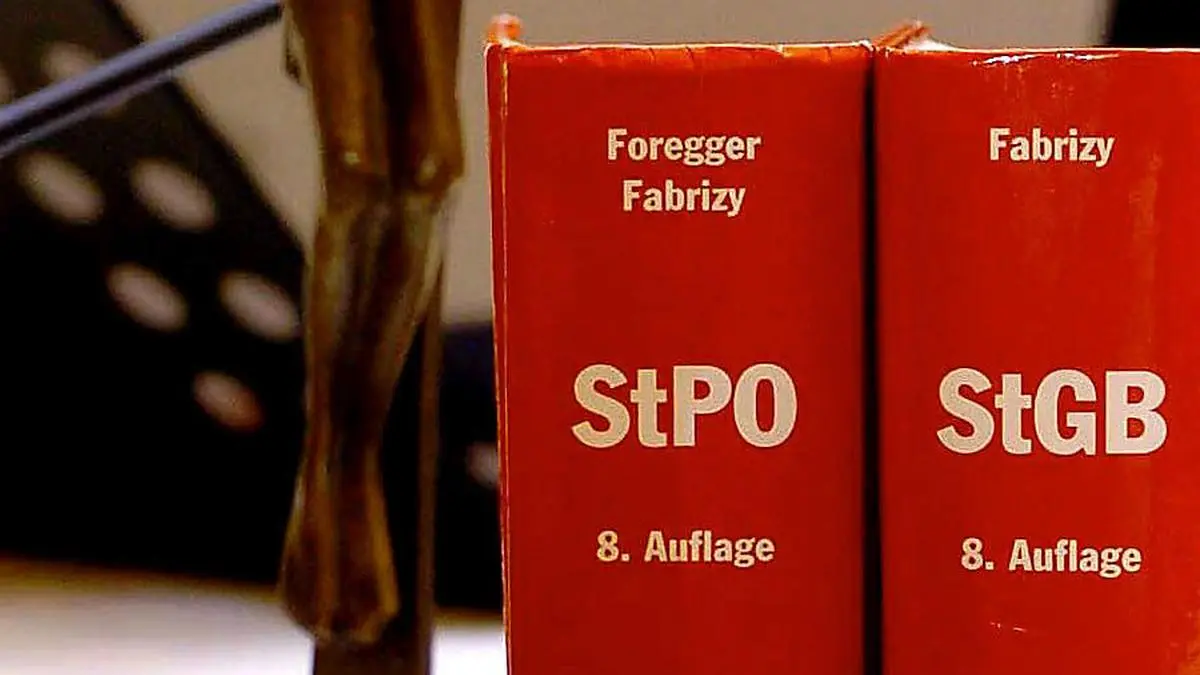 Foregger
Fabrizy
StPO
8. Auflage
Fabrizy
StGB
8. Auflage